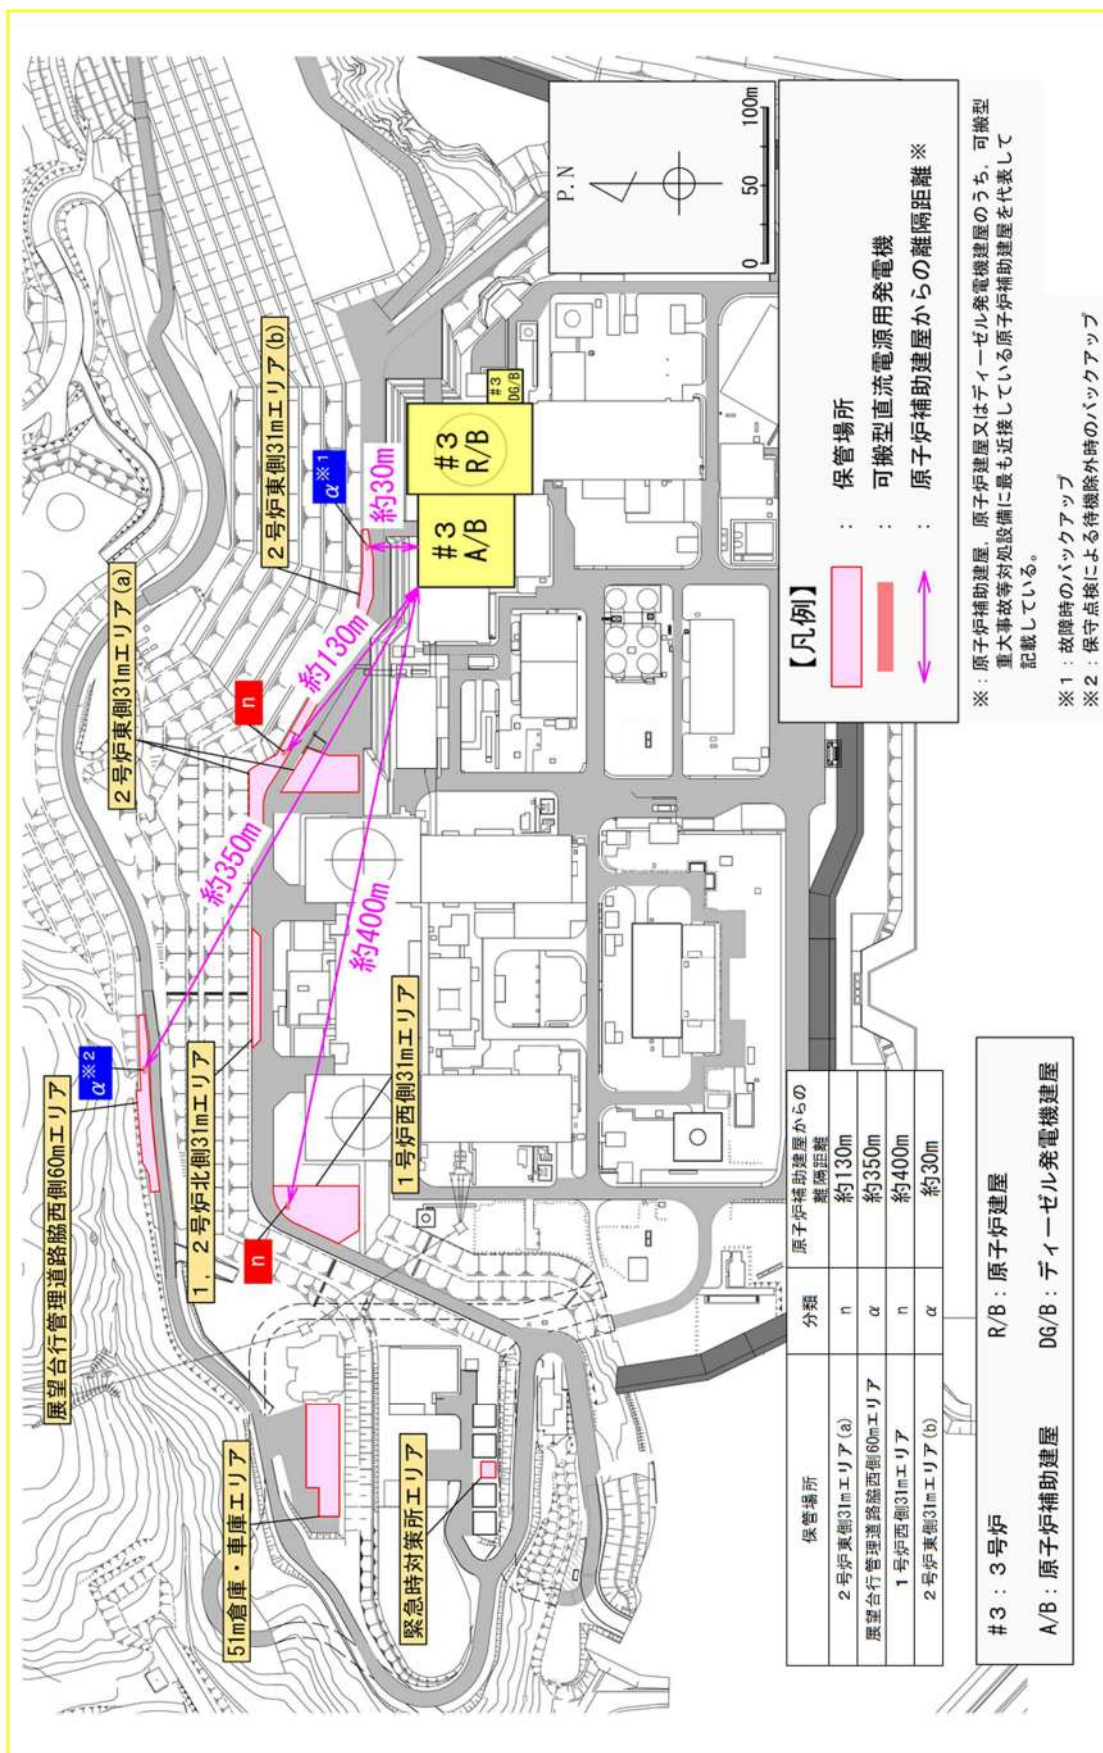 51m倉庫・車庫エリア
展望台行管理道路脇西側60mエリア
α※2
2号炉東側31mエリア(a)
2号炉東側31mエリア(b)
1，2号炉北側31mエリア
緊急時対策所エリア
1号炉西側31mエリア
n
n
α※1
約350m
約130m
約30m
約400m
#3
A/B
#3
R/B
#3
DG/B
P.N
0 50 100m
【凡例】
： 保管場所
： 可搬型直流電源用発電機
： 原子炉補助建屋からの離隔距離※
※：原子炉補助建屋，原子炉建屋又はディーゼル発電機建屋のうち，可搬型
重大事故等対処設備に最も近接している原子炉補助建屋を代表して
記載している。
※1：故障時のバックアップ
※2：保守点検による待機除外時のバックアップ
保管場所 分類 原子炉補助建屋からの
離隔距離
2号炉東側31mエリア(a) n 約130m
展望台行管理道路脇西側60mエリア α 約350m
1号炉西側31mエリア n 約400m
2号炉東側31mエリア(b) α 約30m
#3：3号炉 R/B：原子炉建屋
A/B：原子炉補助建屋 DG/B：ディーゼル発電機建屋